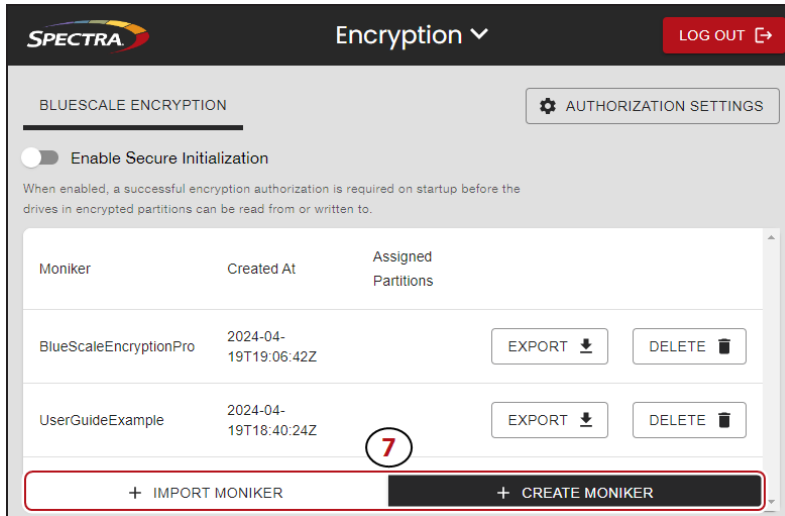 SPECTRA
Encryption
LOG OUT
BLUESCALE ENCRYPTION
AUTHORIZATION SETTINGS
Enable Secure Initialization
When enabled, a successful encryption authorization is required on startup before the
drives in encrypted partitions can be read from or written to.
Moniker
Created At
Assigned
Partitions
BlueScaleEncryptionPro
2024-04-
19T19:06:42Z
EXPORT
DELETE
UserGuideExample
2024-04-
19T18:40:24Z
EXPORT
DELETE
7
+ IMPORT MONIKER
+ CREATE MONIKER